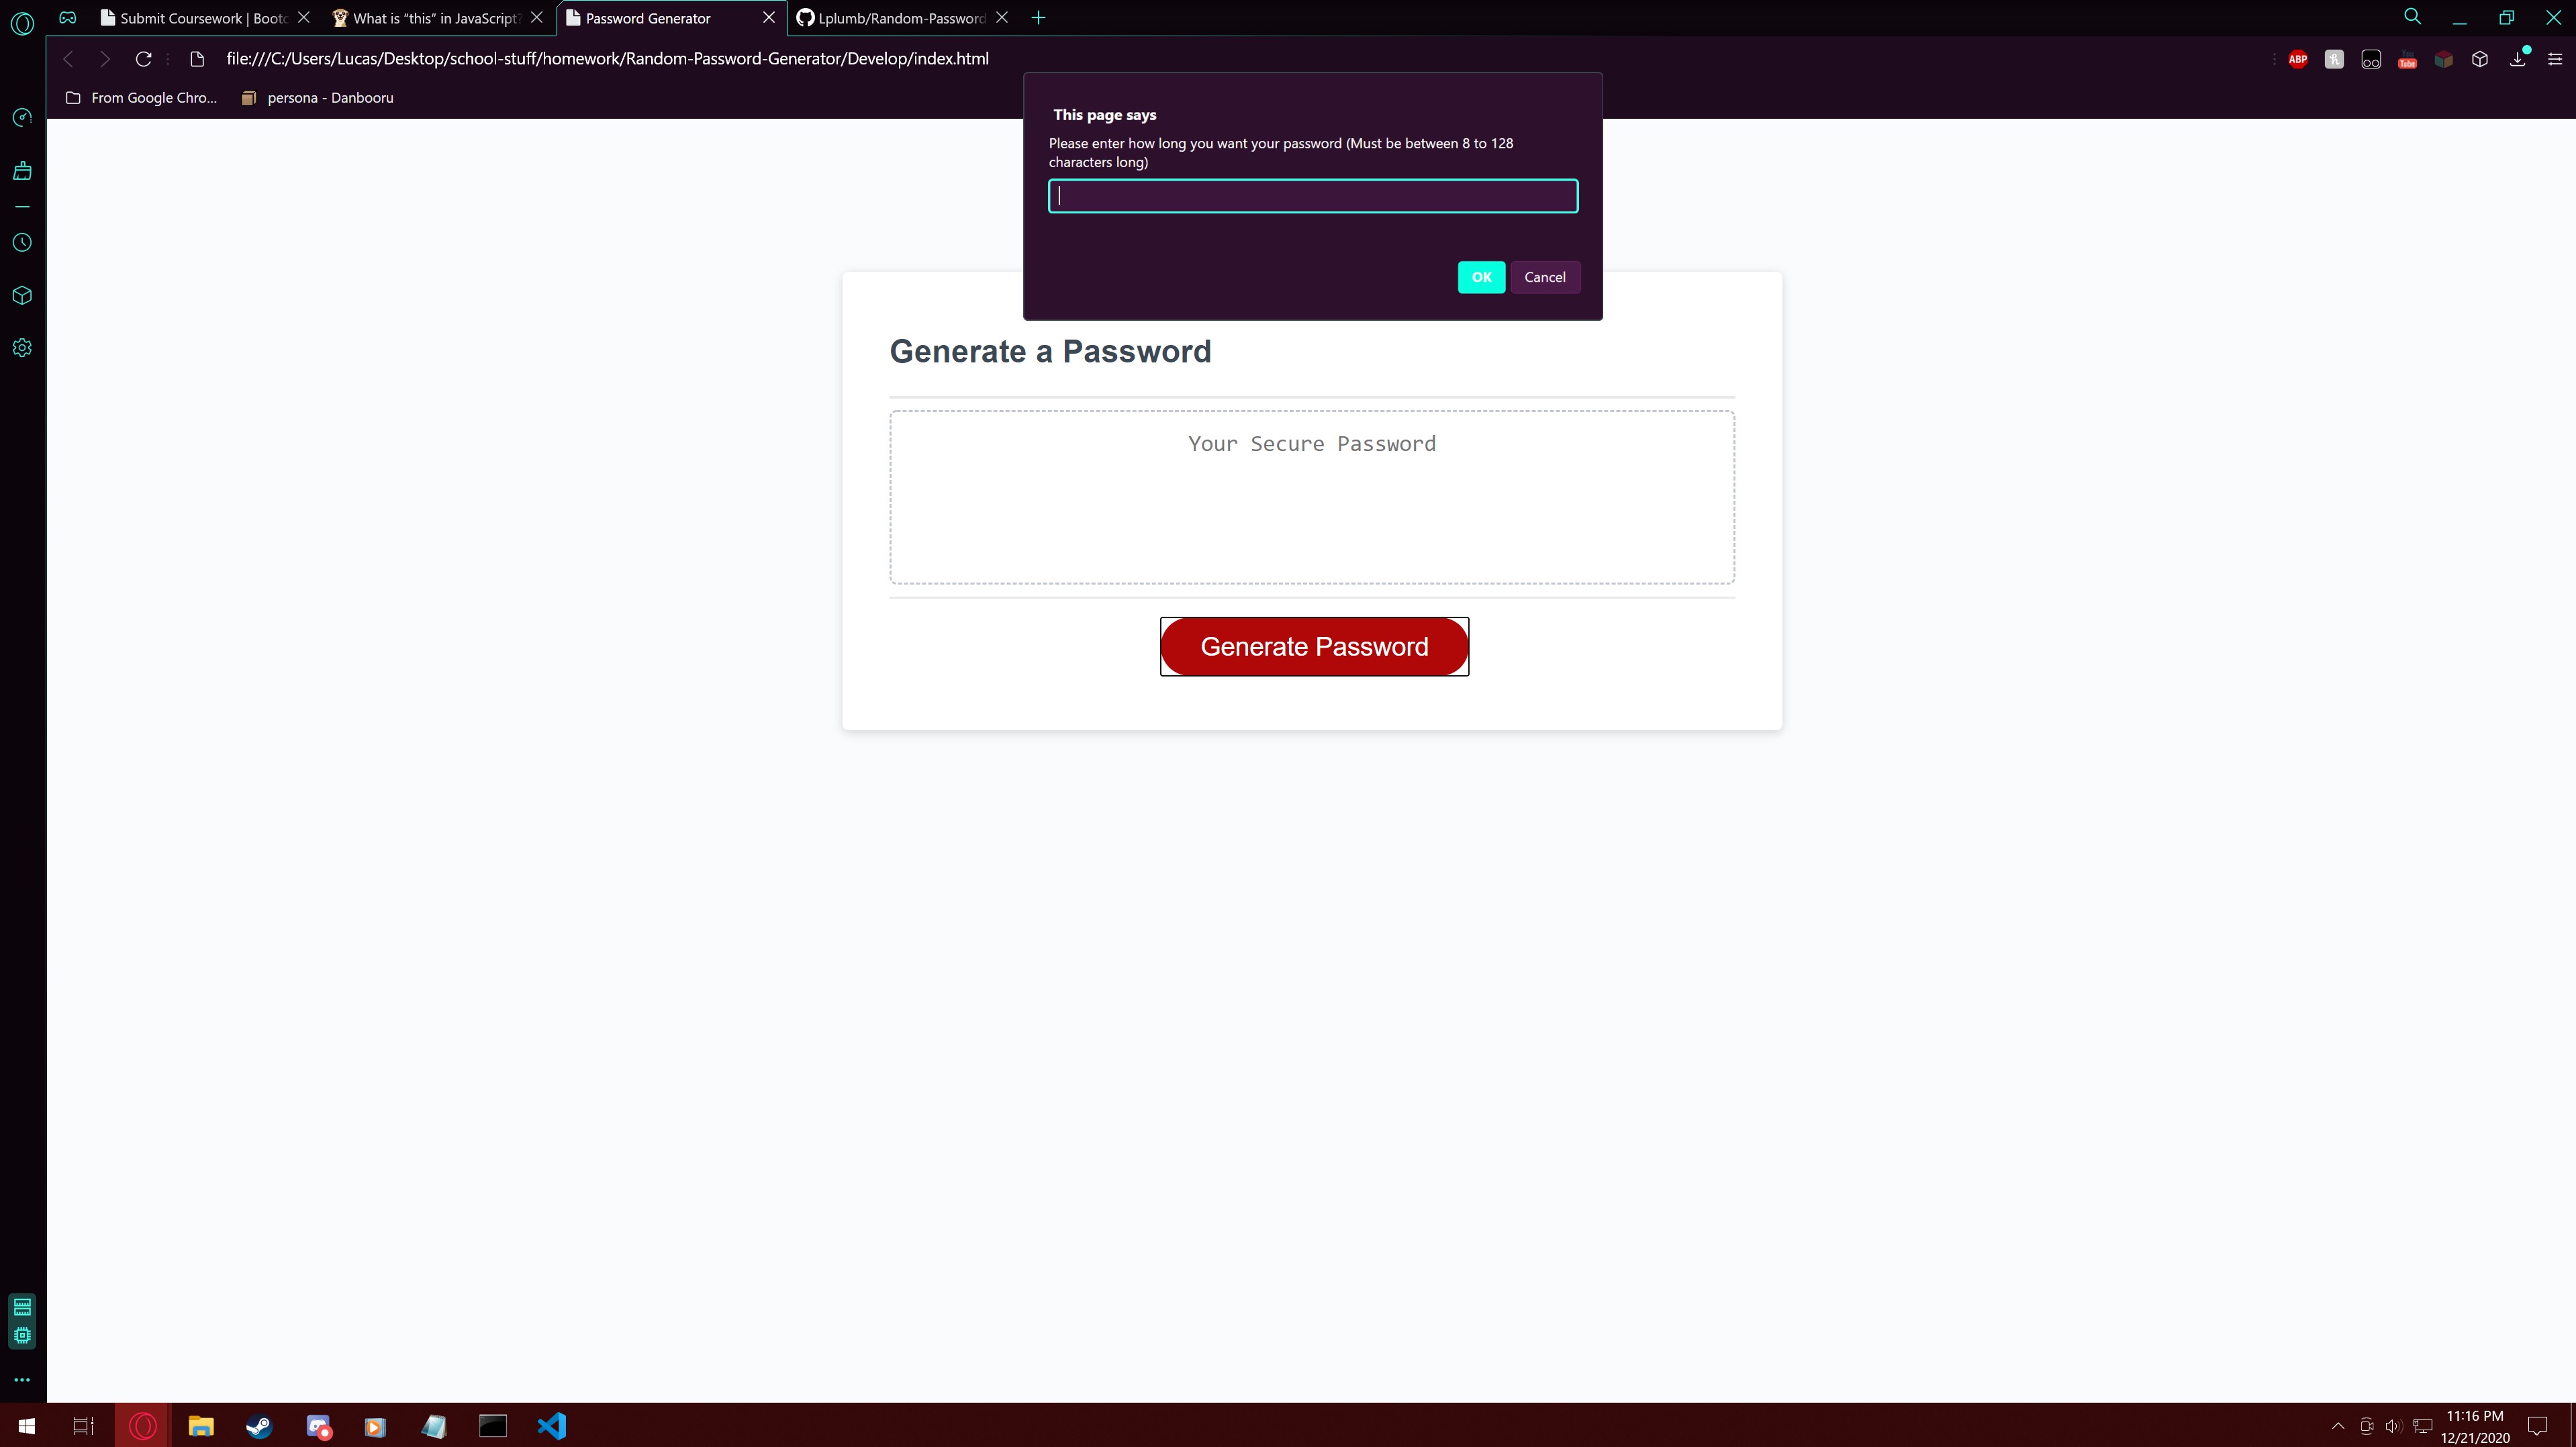 Submit Coursework | Bootc
What is "this" in JavaScript?
Password Generator
Lplumb/Random-Password
file:///C:/Users/Lucas/Desktop/school-stuff/homework/Random-Password-Generator/Develop/index.html
ABP
You
Tube
From Google Chro...
persona - Danbooru
This page says
Please enter how long you want your password (Must be between 8 to 128
characters long)
OK
Cancel
Generate a Password
Your Secure Password
Generate Password
11:16 PM
12/21/2020